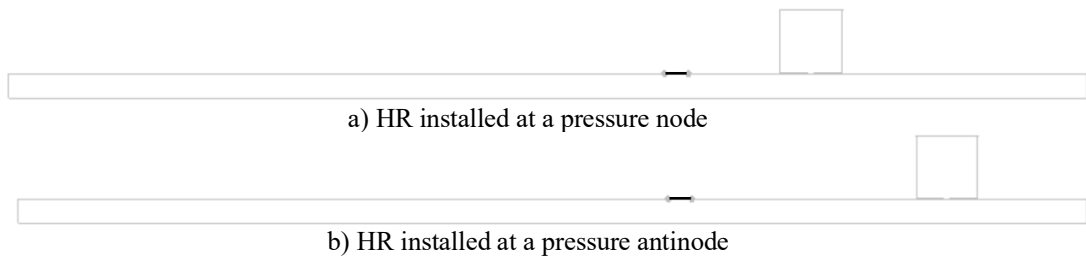 a) HR installed at a pressure node
b) HR installed at a pressure antinode